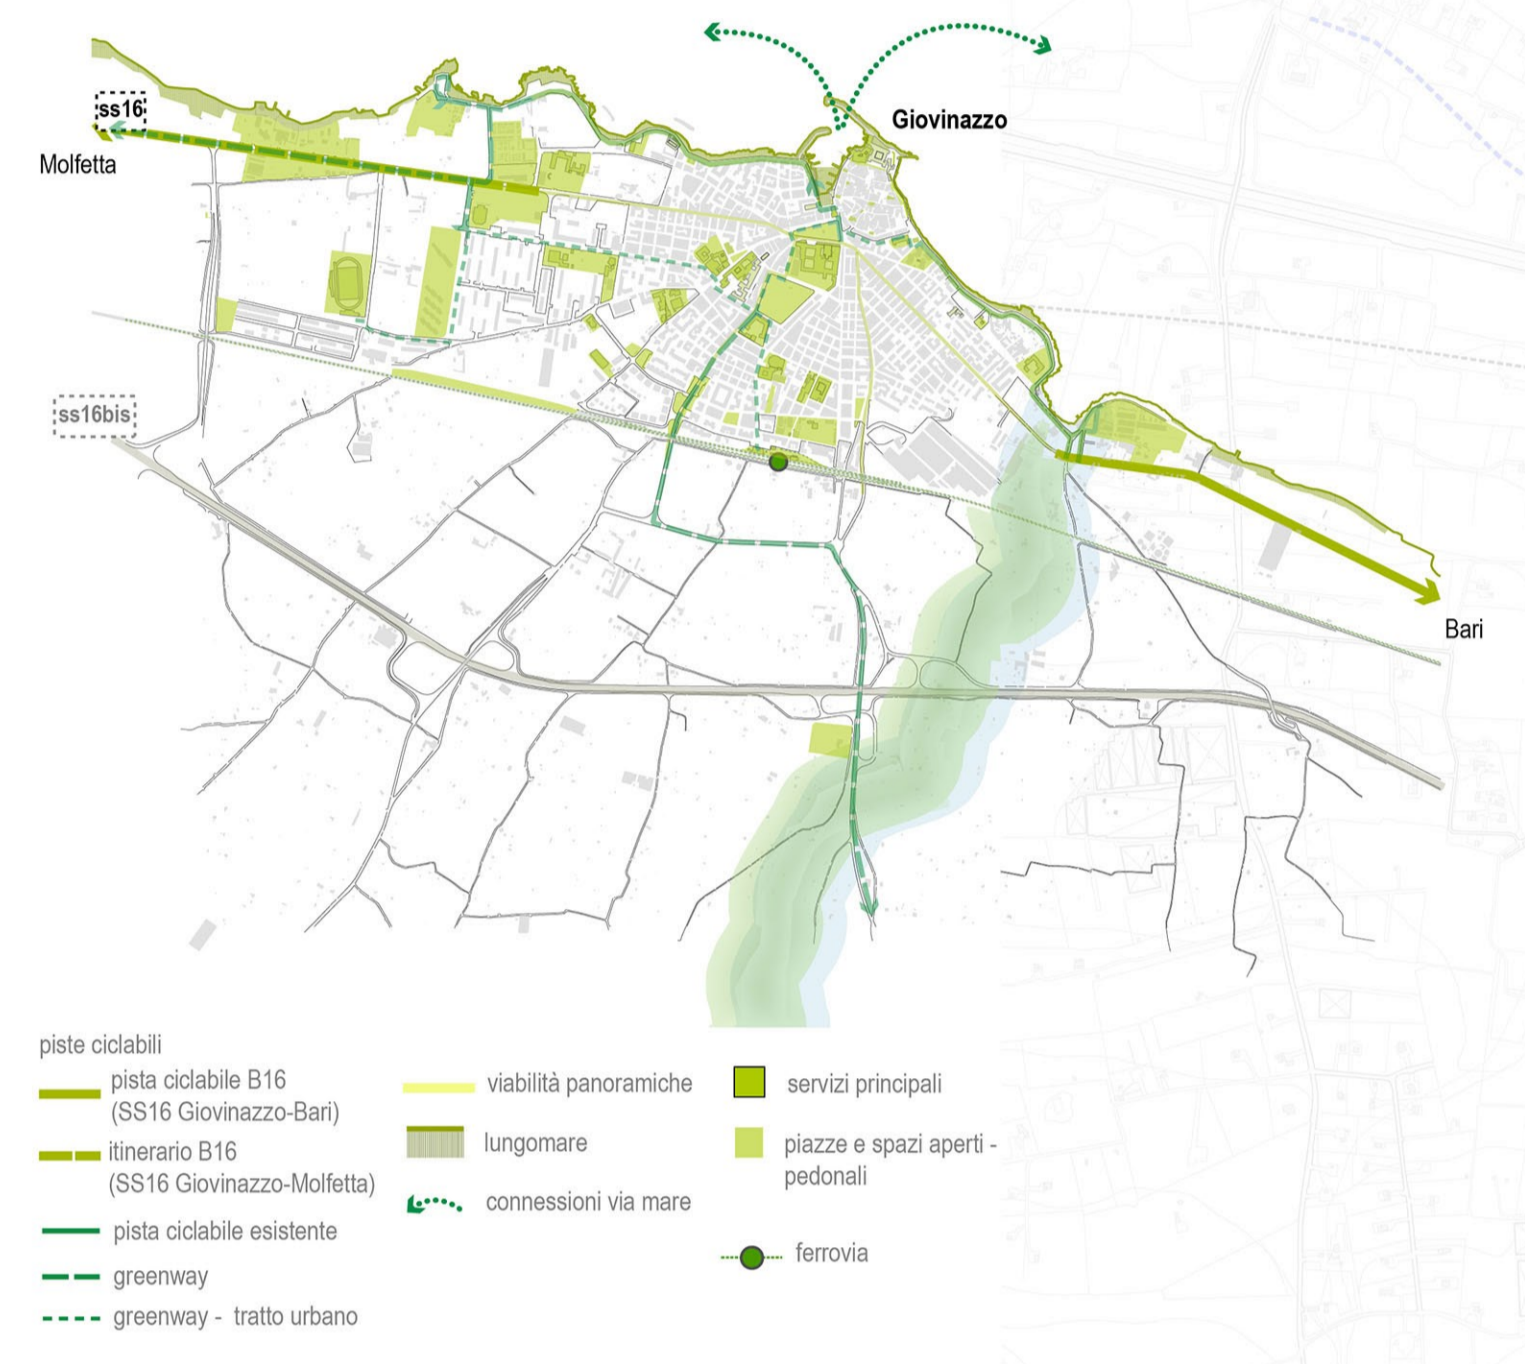 ss16
Giovinazzo
Molfetta
ss16bis
Bari
piste ciclabili
pista ciclabile B16
(SS16 Giovinazzo-Bari)
itinerario B16
(SS16 Giovinazzo-Molfetta)
pista ciclabile esistente
greenway
greenway - tratto urbano
viabilità panoramiche
lungomare
connessioni via mare
servizi principali
piazze e spazi aperti -
pedonali
ferrovia